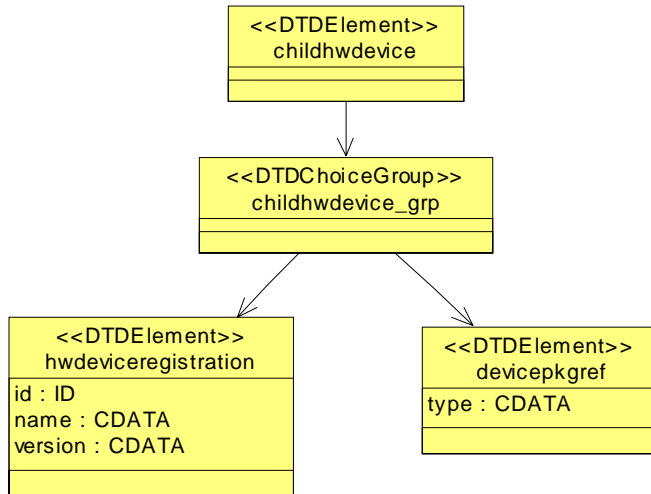 <<DTDElement>>
childhwdevice
<<DTDChoiceGroup>>
childhwdevice_grp
<<DTDElement>>
hwdeviceregistration
id : ID
name : CDATA
version : CDATA
<<DTDElement>>
devicepkgref
type : CDATA